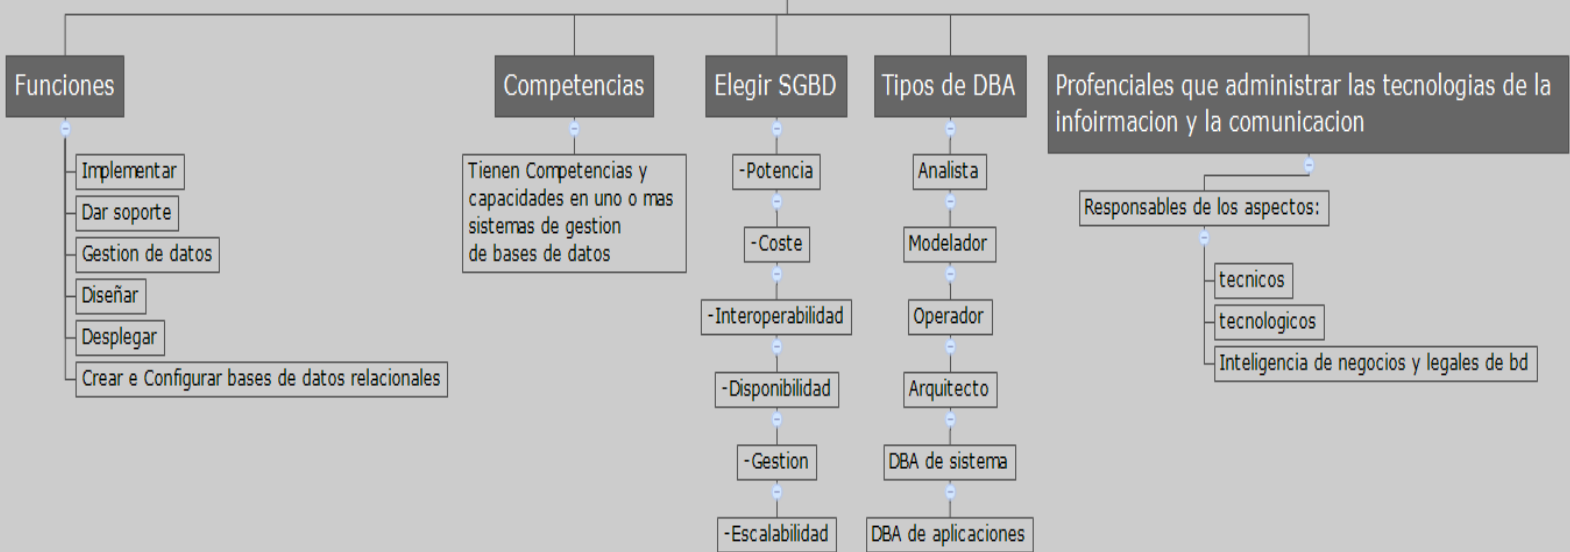 Funciones
Implementar
Dar soporte
Gestion de datos
Diseñar
Desplegar
Crear e Configurar bases de datos relacionales
Competencias
Tienen Competencias y
capacidades en uno o mas
sistemas de gestion
de bases de datos
Elegir SGBD
-Potencia
-Coste
-Interoperabilidad
-Disponibilidad
-Gestion
-Escalabilidad
Tipos de DBA
Analista
Modelador
Operador
Arquitecto
DBA de sistema
DBA de aplicaciones
Profenciales que administrar las tecnologias de la
infoirmacion y la comunicacion
Responsables de los aspectos:
tecnicos
tecnologicos
Inteligencia de negocios y legales de bd